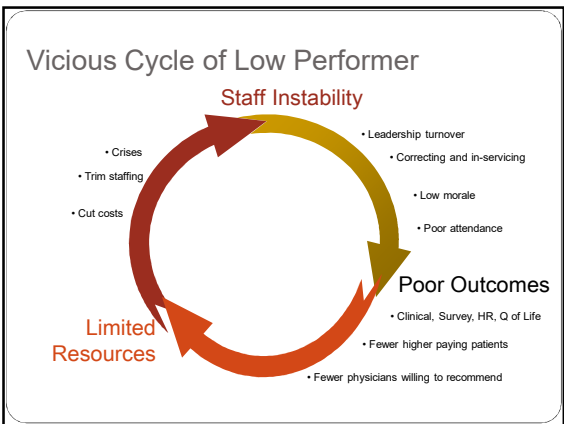 Vicious Cycle of Low Performer
Staff Instability
• Leadership turnover
• Correcting and in-servicing
• Low morale
• Poor attendance
Poor Outcomes
• Clinical, Survey, HR, Q of Life
• Fewer higher paying patients
• Fewer physicians willing to recommend
Limited
Resources
• Cut costs
• Trim staffing
• Crises